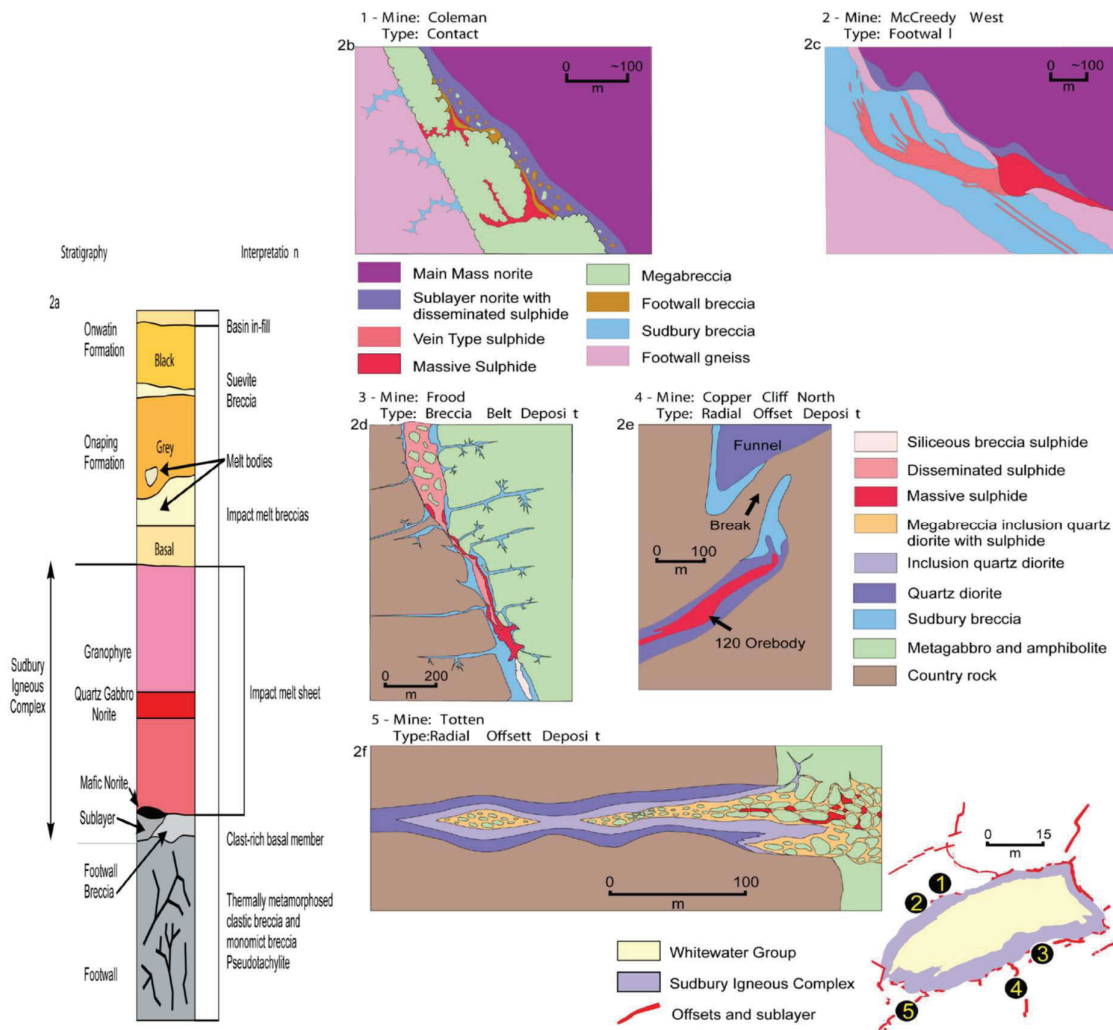 1 - Mine: Coleman
Type: Contact
2b
0 ~100
m
2 - Mine: McCreedy West
Type: Footwal l
2c
0 ~100
m
Main Mass norite
Sublayer norite with
disseminated sulphide
Vein Type sulphide
Massive Sulphide
Megabreccia
Footwall breccia
Sudbury breccia
Footwall gneiss
Stratigraphy
Interpretatio n
2a
Onwatin
Formation
Black
Basin in-fill
Suevite
Breccia
Onaping
Formation
Grey
Melt bodies
Impact melt breccias
Basal
Sudbury
Igneous
Complex
Granophyre
Quartz Gabbro
Norite
Impact melt sheet
Mafic Norite
Sublayer
Clast-rich basal member
Footwall
Breccia
Thermally metamorphosed
clastic breccia and
monomict breccia
Pseudotachylite
Footwall
3 - Mine: Frood
Type: Breccia Belt Deposi t
2d
0 200
m
4 - Mine: Copper Cliff North
Type: Radial Offset Deposi t
2e
Funnel
Break
0 100
m
120 Orebody
Siliceous breccia sulphide
Disseminated sulphide
Massive sulphide
Megabreccia inclusion quartz
diorite with sulphide
Inclusion quartz diorite
Quartz diorite
Sudbury breccia
Metagabbro and amphibolite
Country rock
5 - Mine: Totten
Type:Radial Offsett Deposi t
2f
0 100
m
Whitewater Group
Sudbury Igneous Complex
Offsets and sublayer
0 15
m
1
2
3
4
5